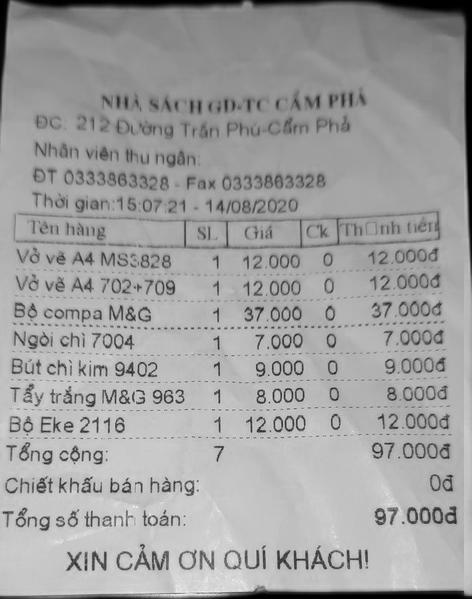 NHÀ SÁCH GD-TC CẨM PHẢ
ĐC. 212 Đường Trần Phú-Cẩm Phả
Nhân viên thu ngân:
ĐT 0333863328 - Fax 0333863328
Thời gian:15:07:21 - 14/08/2020
Tên hàng SL Giá Ck Th□nh tiền
Vở vẽ A4 MS3828 1 12.000 0 12.000đ
Vở vẽ A4 702+709 1 12.000 0 12.000đ
Bộ compa M&G 1 37.000 0 37.000đ
Ngòi chì 7004 1 7.000 0 7.000đ
Bút chì kim 9402 1 9.000 0 9.000đ
Tẩy trắng M&G 963 1 8.000 0 8.000đ
Bộ Eke 2116 1 12.000 0 12.000đ
Tổng cộng: 7 97.000đ
Chiết khấu bán hàng: 0đ
Tổng số thanh toán: 97.000đ
XIN CẢM ƠN QUÍ KHÁCH!